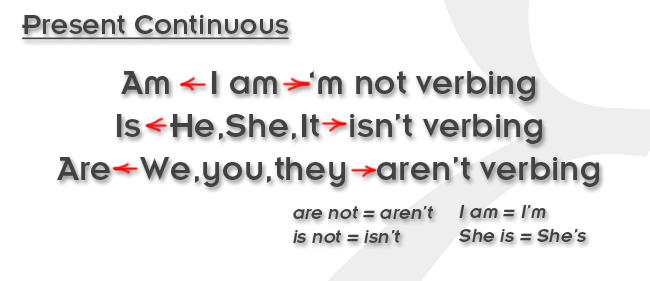 Present Continuous
Am ← I am → 'm not verbing
Is ← He,She,It → isn't verbing
Are ← We,you,they → aren't verbing
are not = aren't I am = I'm
is not = isn't She is = She's